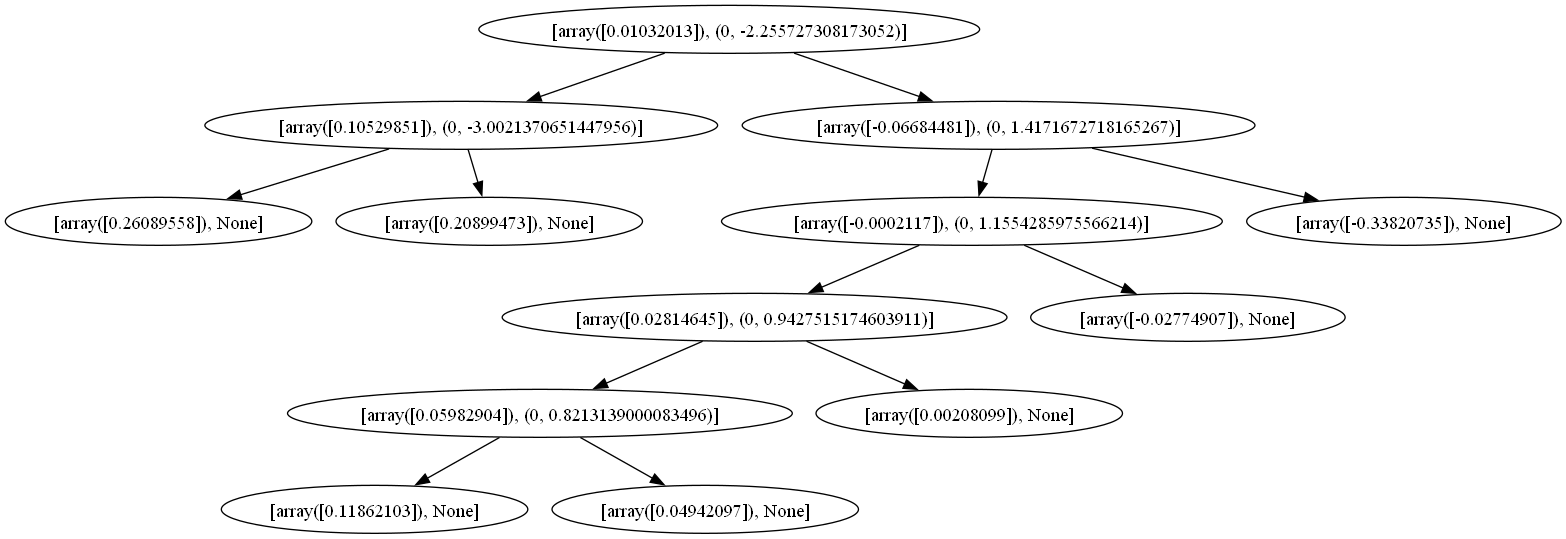 [array([0.01032013]), (0, -2.255727308173052)]
[array([0.10529851]), (0, -3.0021370651447956)]
[array([-0.06684481]), (0, 1.4171672718165267)]
[array([0.26089558]), None]
[array([0.20899473]), None]
[array([-0.0002117]), (0, 1.1554285975566214)]
[array([-0.33820735]), None]
[array([0.02814645]), (0, 0.9427515174603911)]
[array([-0.02774907]), None]
[array([0.05982904]), (0, 0.8213139000083496)]
[array([0.00208099]), None]
[array([0.11862103]), None]
[array([0.04942097]), None]